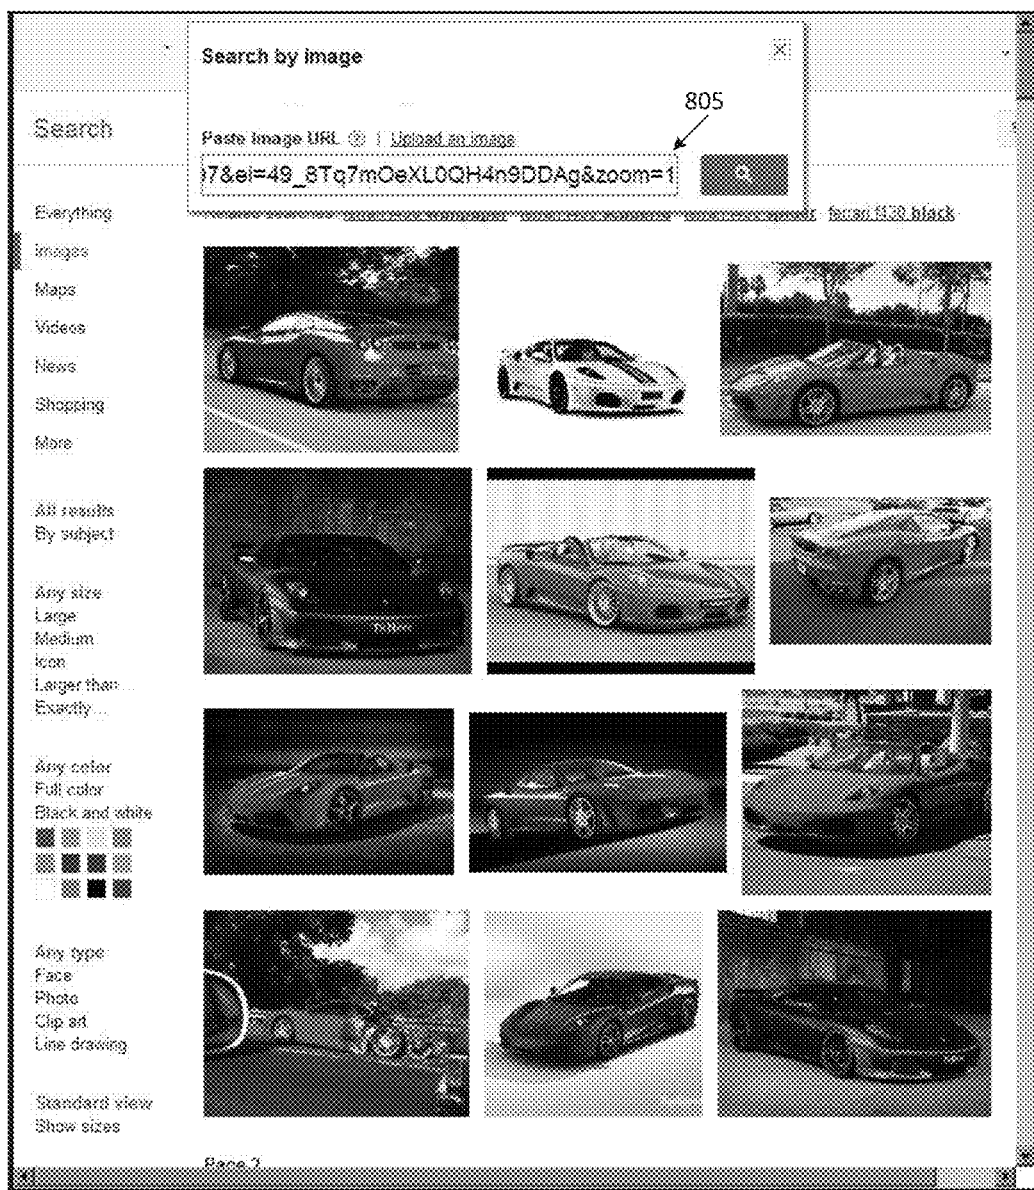 Search by image
805
Search
Paste Image URL | Upload an image
)7&ei=49_8Tq7mOeXL0QH4n9DDAg&zoom=1
ferrari f430 black
Everything
Images
Maps
Videos
News
Shopping
More
All results
By subject
Any size
Large
Medium
Icon
Larger than ...
Exactly ...
Any color
Full color
Black and white
Any type
Face
Photo
Clip art
Line drawing
Standard view
Show sizes
Page 2